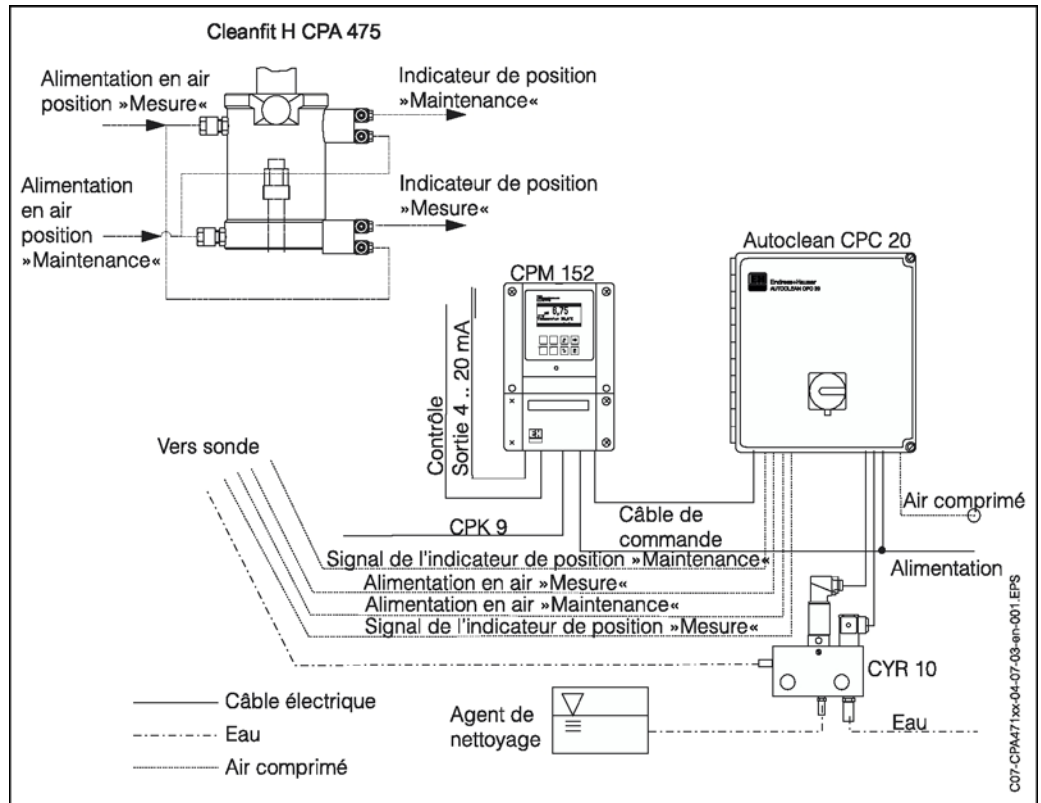 Cleanfit H CPA 475
Alimentation en air
position »Mesure«
Indicateur de position
»Maintenance«
Alimentation
en air
position
»Maintenance«
Indicateur de position
»Mesure«
Autoclean CPC 20
Endress+Hauser
CPM 152
Contrôle
Sortie 4 .. 20 mA
Vers sonde
CPK 9
Câble de
commande
Air comprimé
Alimentation
Signal de l'indicateur de position »Maintenance«
Alimentation en air »Mesure«
Alimentation en air »Maintenance«
Signal de l'indicateur de position »Mesure«
CYR 10
Câble électrique
Eau
Air comprimé
Agent de
nettoyage
Eau
C07-CPA471xx-04-07-03-en-001.EPS